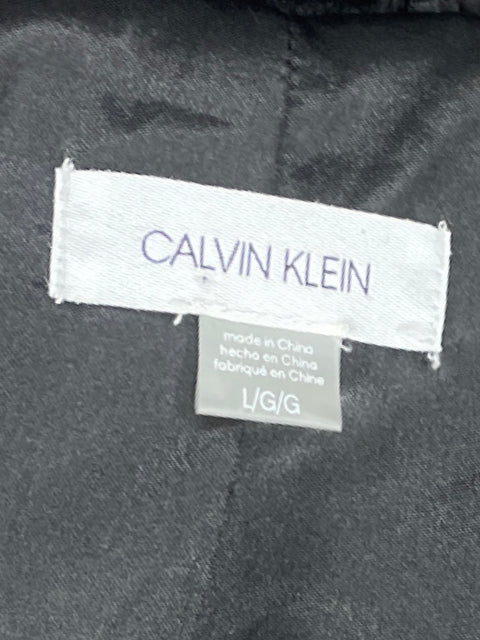 CALVIN KLEIN
made in China
hecho en China
fabriqué en Chine
L/G/G